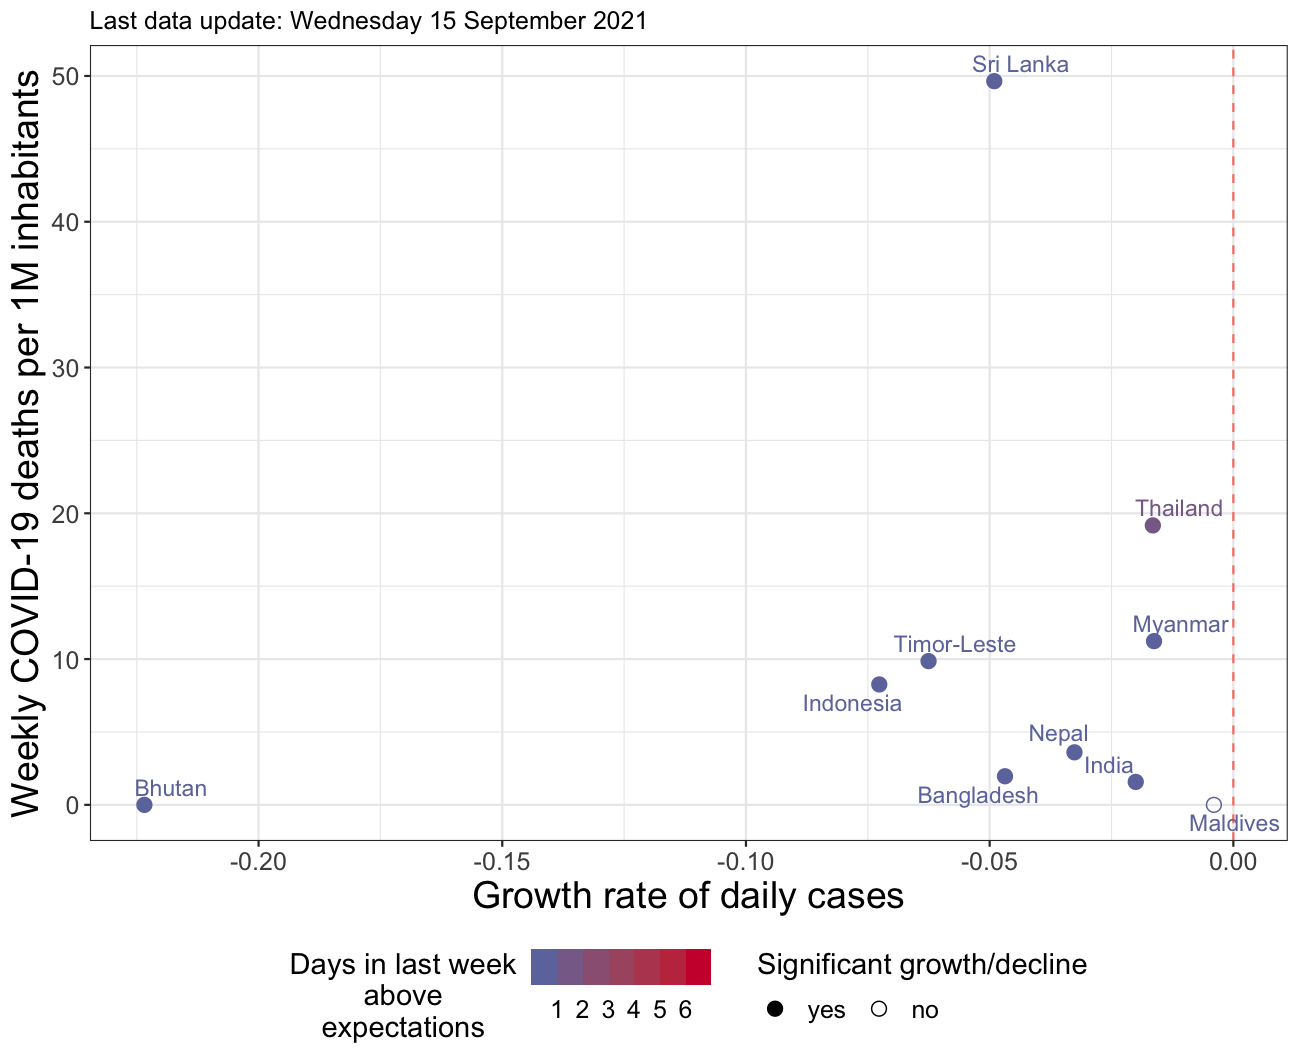 Last data update: Wednesday 15 September 2021
Weekly COVID-19 deaths per 1M inhabitants
50
40
30
20
10
0
Sri Lanka
Thailand
Myanmar
Timor-Leste
Indonesia
Nepal
India
Bangladesh
Bhutan
Maldives
-0.20 -0.15 -0.10 -0.05 0.00
Growth rate of daily cases
Days in last week
above
expectations
1 2 3 4 5 6
Significant growth/decline
yes no